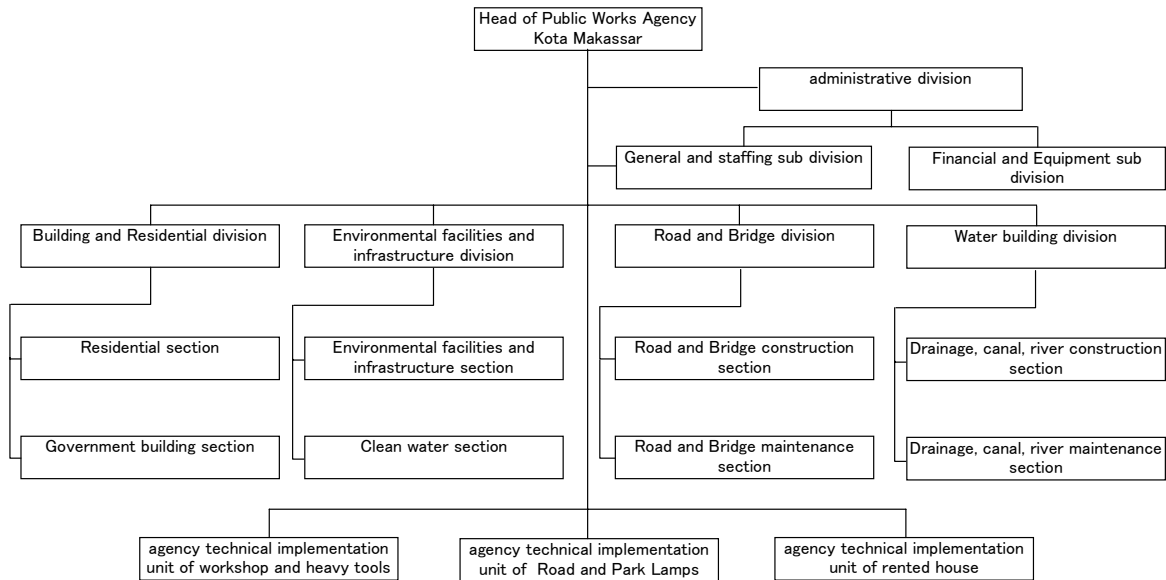 Head of Public Works Agency
Kota Makassar
administrative division
General and staffing sub division
Financial and Equipment sub
division
Building and Residential division
Environmental facilities and
infrastructure division
Road and Bridge division
Water building division
Residential section
Environmental facilities and
infrastructure section
Road and Bridge construction
section
Drainage, canal, river construction
section
Government building section
Clean water section
Road and Bridge maintenance
section
Drainage, canal, river maintenance
section
agency technical implementation
unit of workshop and heavy tools
agency technical implementation
unit of Road and Park Lamps
agency technical implementation
unit of rented house